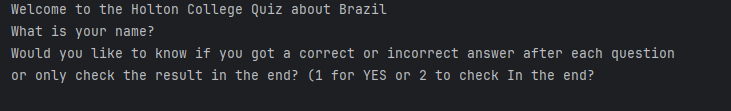 Welcome to the Holton College Quiz about Brazil
What is your name?
Would you like to know if you got a correct or incorrect answer after each question
or only check the result in the end? (1 for YES or 2 to check In the end?